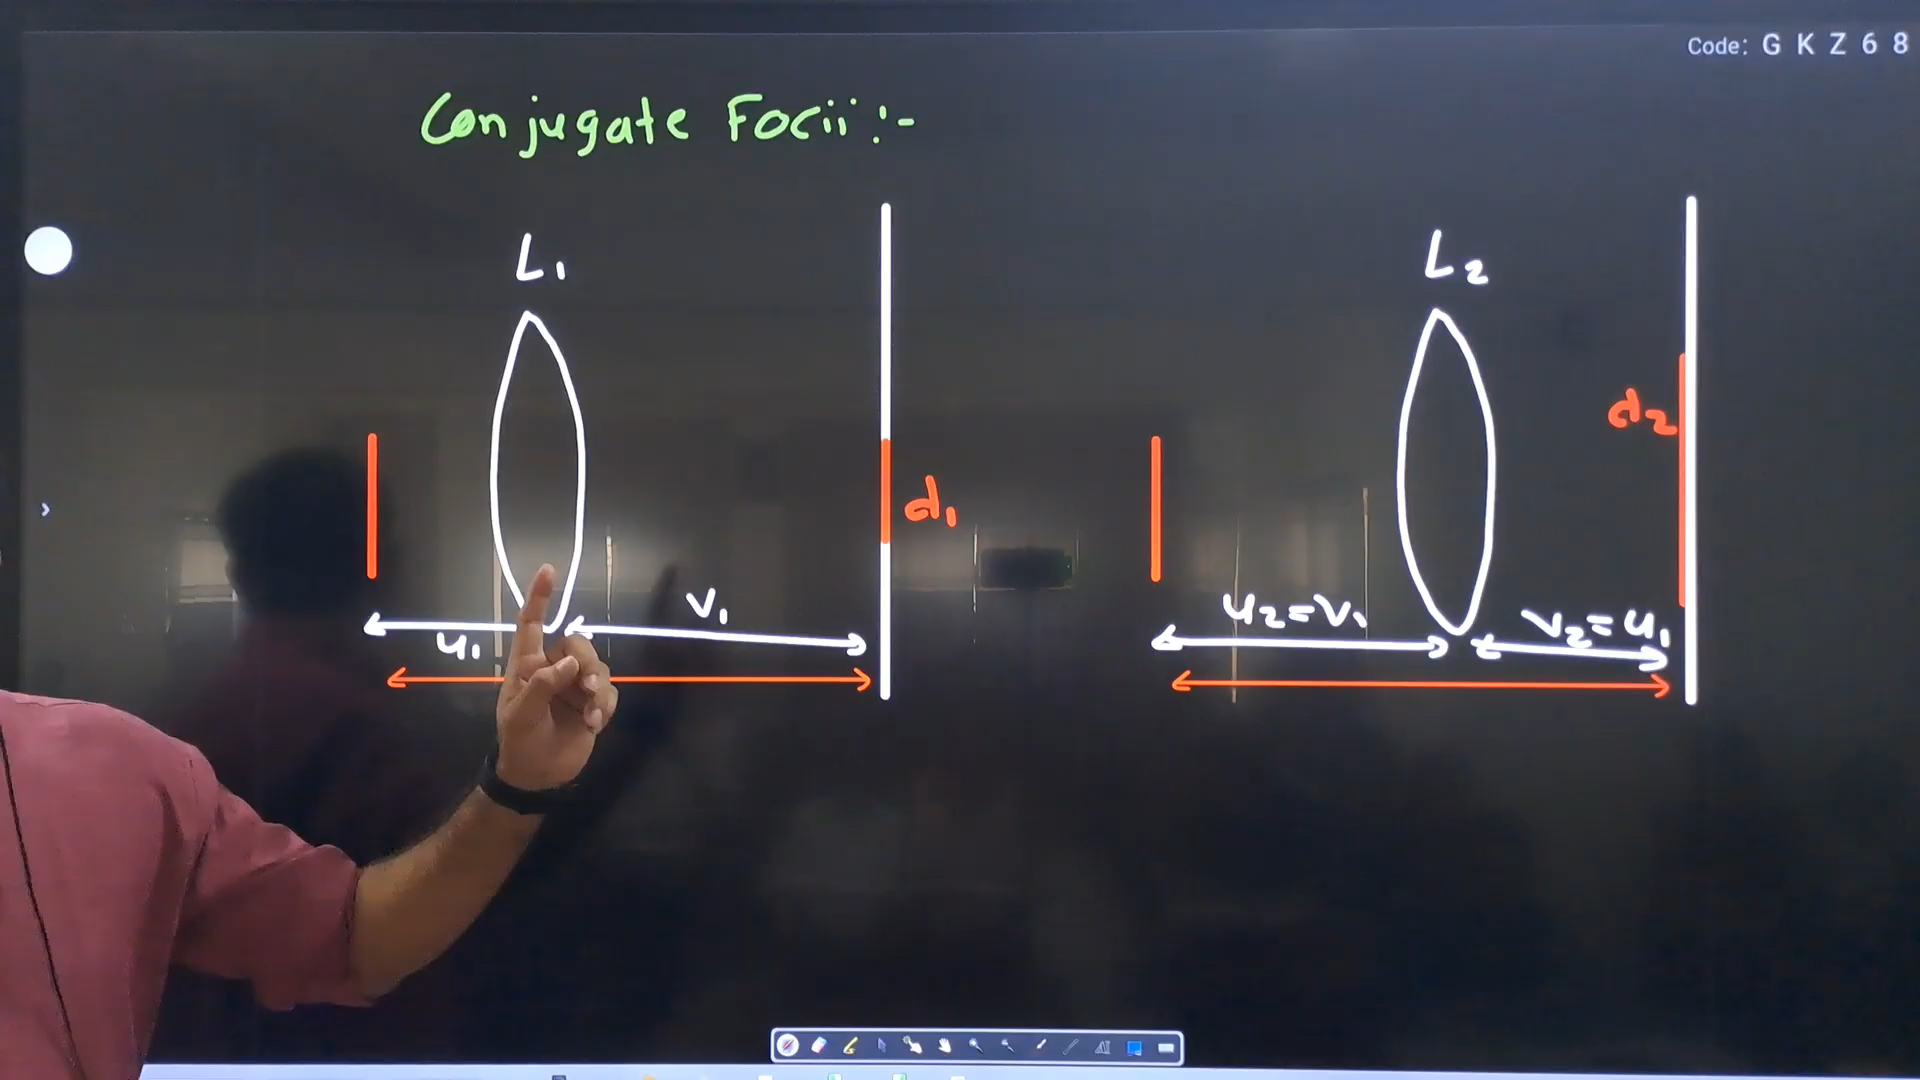 Code: G K Z 6 8
Conjugate Focii :-
L1
L2
d2
d1
V1
u2=V1
V2=u1
u1